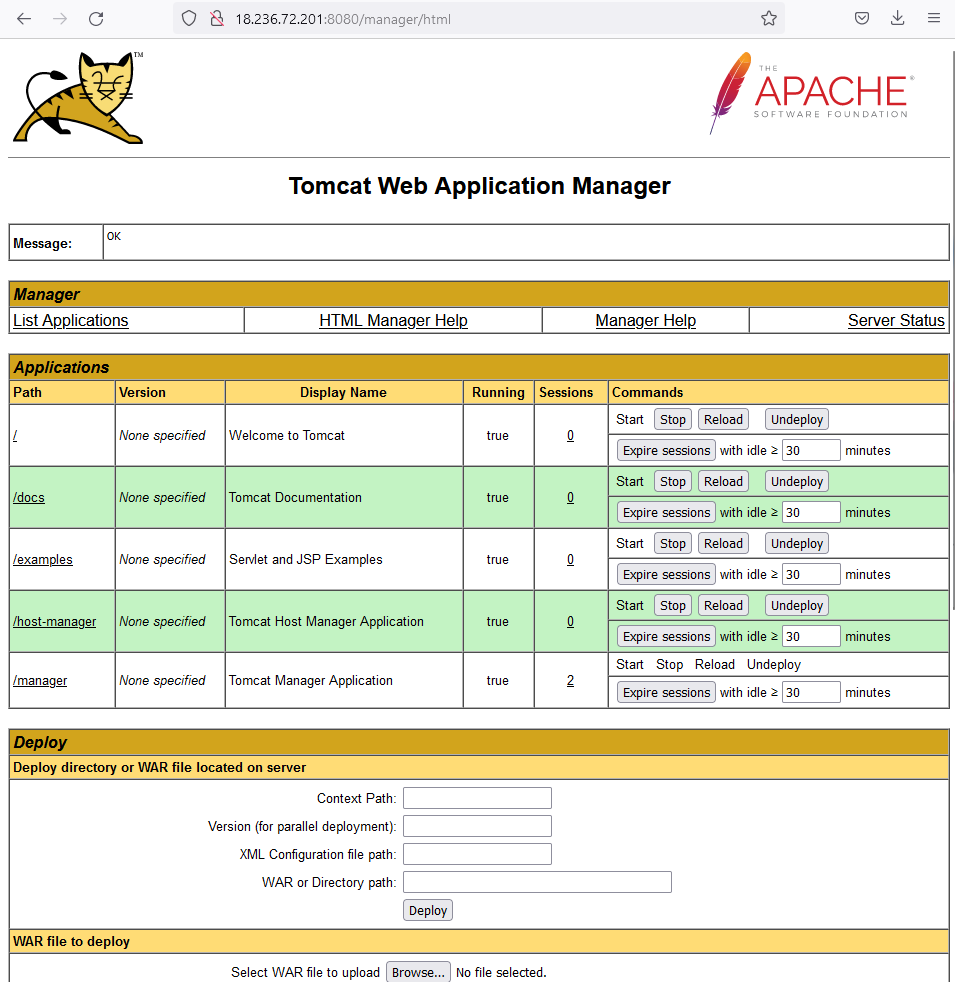 18.236.72.201:8080/manager/html
TM
THE
APACHE®
SOFTWARE FOUNDATION
Tomcat Web Application Manager
Message: OK
Manager
List Applications HTML Manager Help Manager Help Server Status
Applications
Path Version Display Name Running Sessions Commands
/ None specified Welcome to Tomcat true 0 Start Stop Reload Undeploy
Expire sessions with idle ≥ 30 minutes
/docs None specified Tomcat Documentation true 0 Start Stop Reload Undeploy
Expire sessions with idle ≥ 30 minutes
/examples None specified Servlet and JSP Examples true 0 Start Stop Reload Undeploy
Expire sessions with idle ≥ 30 minutes
/host-manager None specified Tomcat Host Manager Application true 0 Start Stop Reload Undeploy
Expire sessions with idle ≥ 30 minutes
/manager None specified Tomcat Manager Application true 2 Start Stop Reload Undeploy
Expire sessions with idle ≥ 30 minutes
Deploy
Deploy directory or WAR file located on server
Context Path:
Version (for parallel deployment):
XML Configuration file path:
WAR or Directory path:
Deploy
WAR file to deploy
Select WAR file to upload Browse... No file selected.